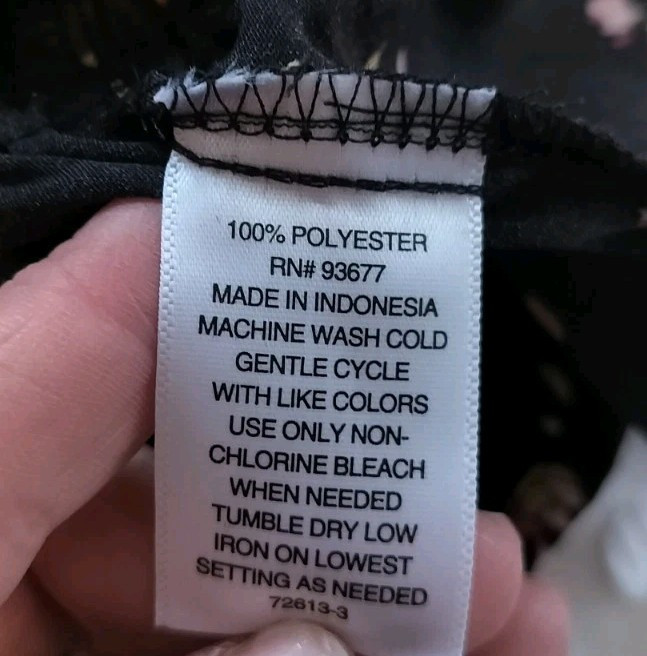 100% POLYESTER
RN# 93677
MADE IN INDONESIA
MACHINE WASH COLD
GENTLE CYCLE
WITH LIKE COLORS
USE ONLY NON-
CHLORINE BLEACH
WHEN NEEDED
TUMBLE DRY LOW
IRON ON LOWEST
SETTING AS NEEDED
72613-3